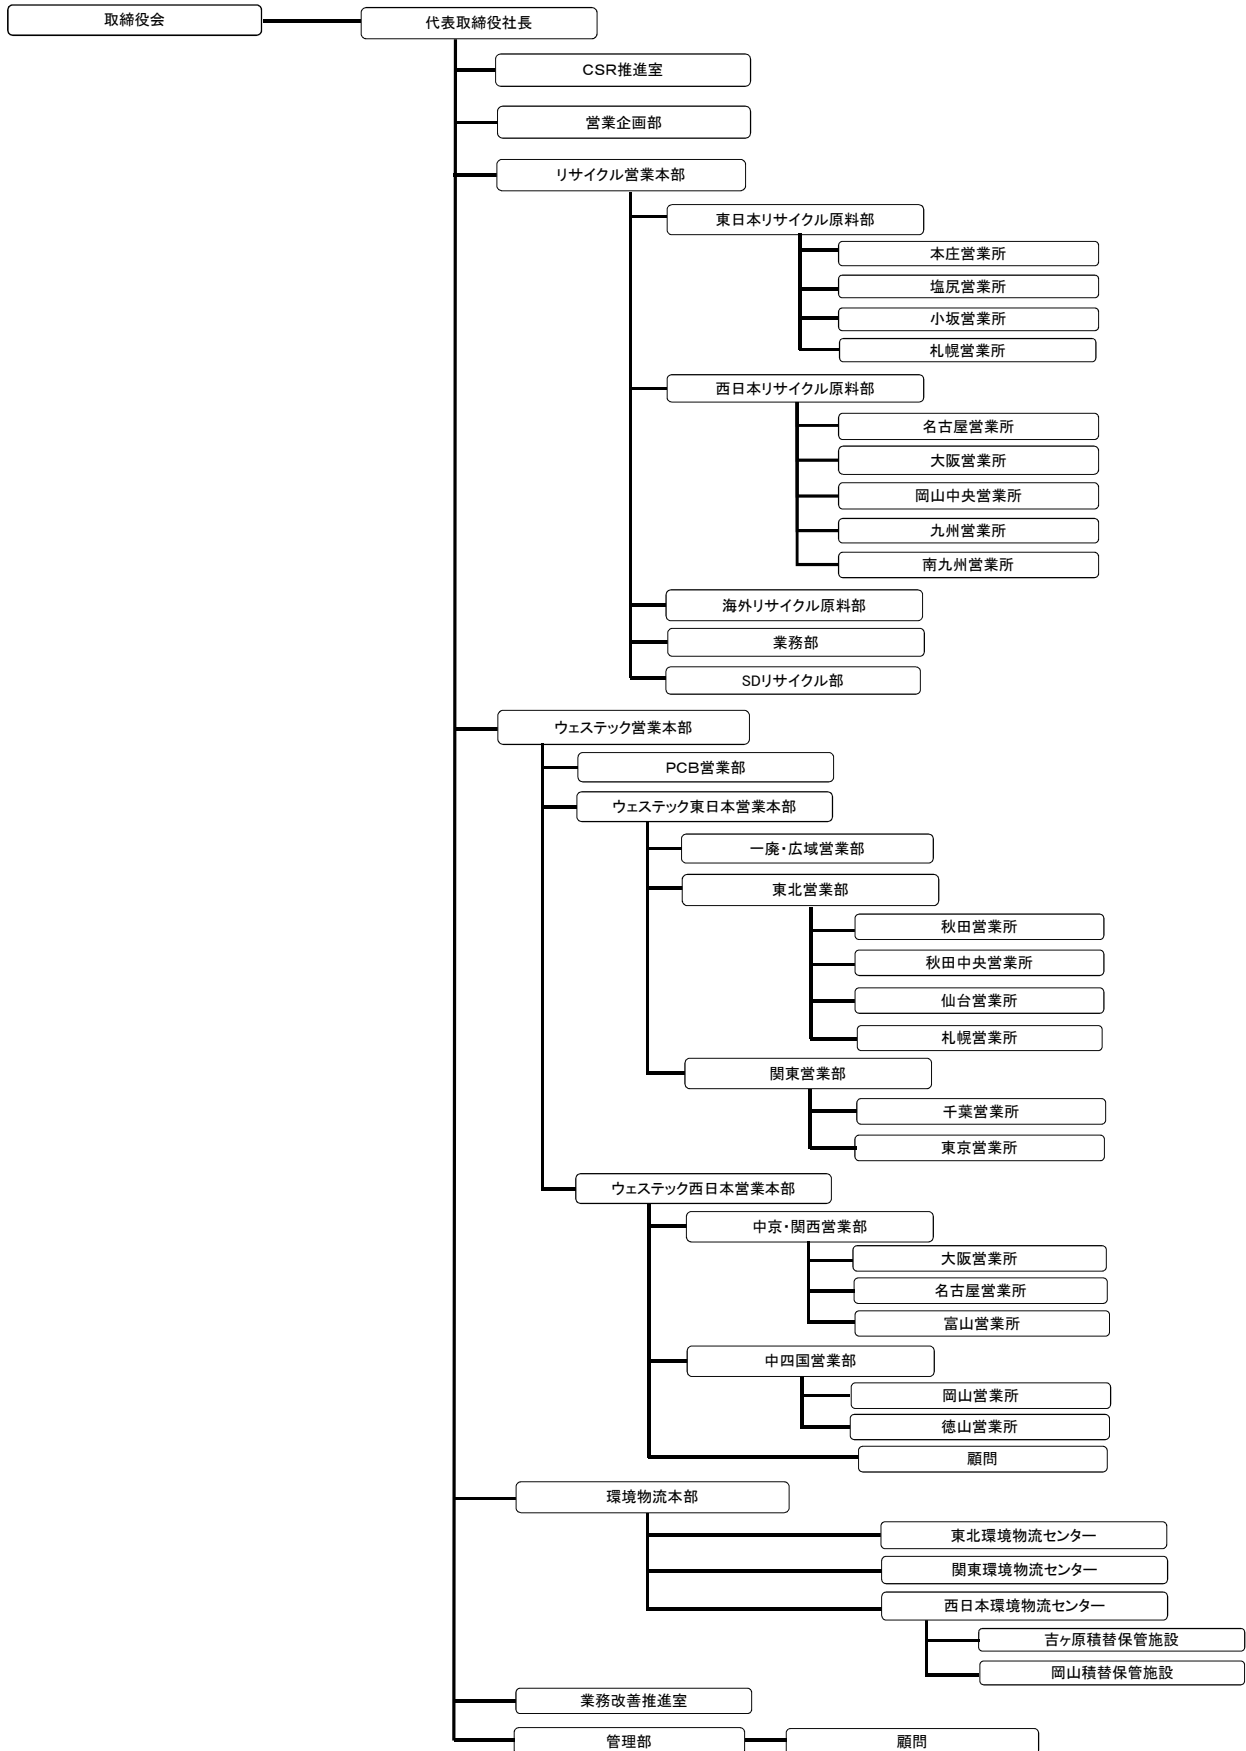 取締役会
代表取締役社長
CSR推進室
営業企画部
リサイクル営業本部
東日本リサイクル原料部
本庄営業所
塩尻営業所
小坂営業所
札幌営業所
西日本リサイクル原料部
名古屋営業所
大阪営業所
岡山中央営業所
九州営業所
南九州営業所
海外リサイクル原料部
業務部
SDリサイクル部
ウェステック営業本部
PCB営業部
ウェステック東日本営業本部
一廃・広域営業部
東北営業部
秋田営業所
秋田中央営業所
仙台営業所
札幌営業所
関東営業部
千葉営業所
東京営業所
ウェステック西日本営業本部
中京・関西営業部
大阪営業所
名古屋営業所
富山営業所
中四国営業部
岡山営業所
徳山営業所
顧問
環境物流本部
東北環境物流センター
関東環境物流センター
西日本環境物流センター
吉ヶ原積替保管施設
岡山積替保管施設
業務改善推進室
管理部
顧問